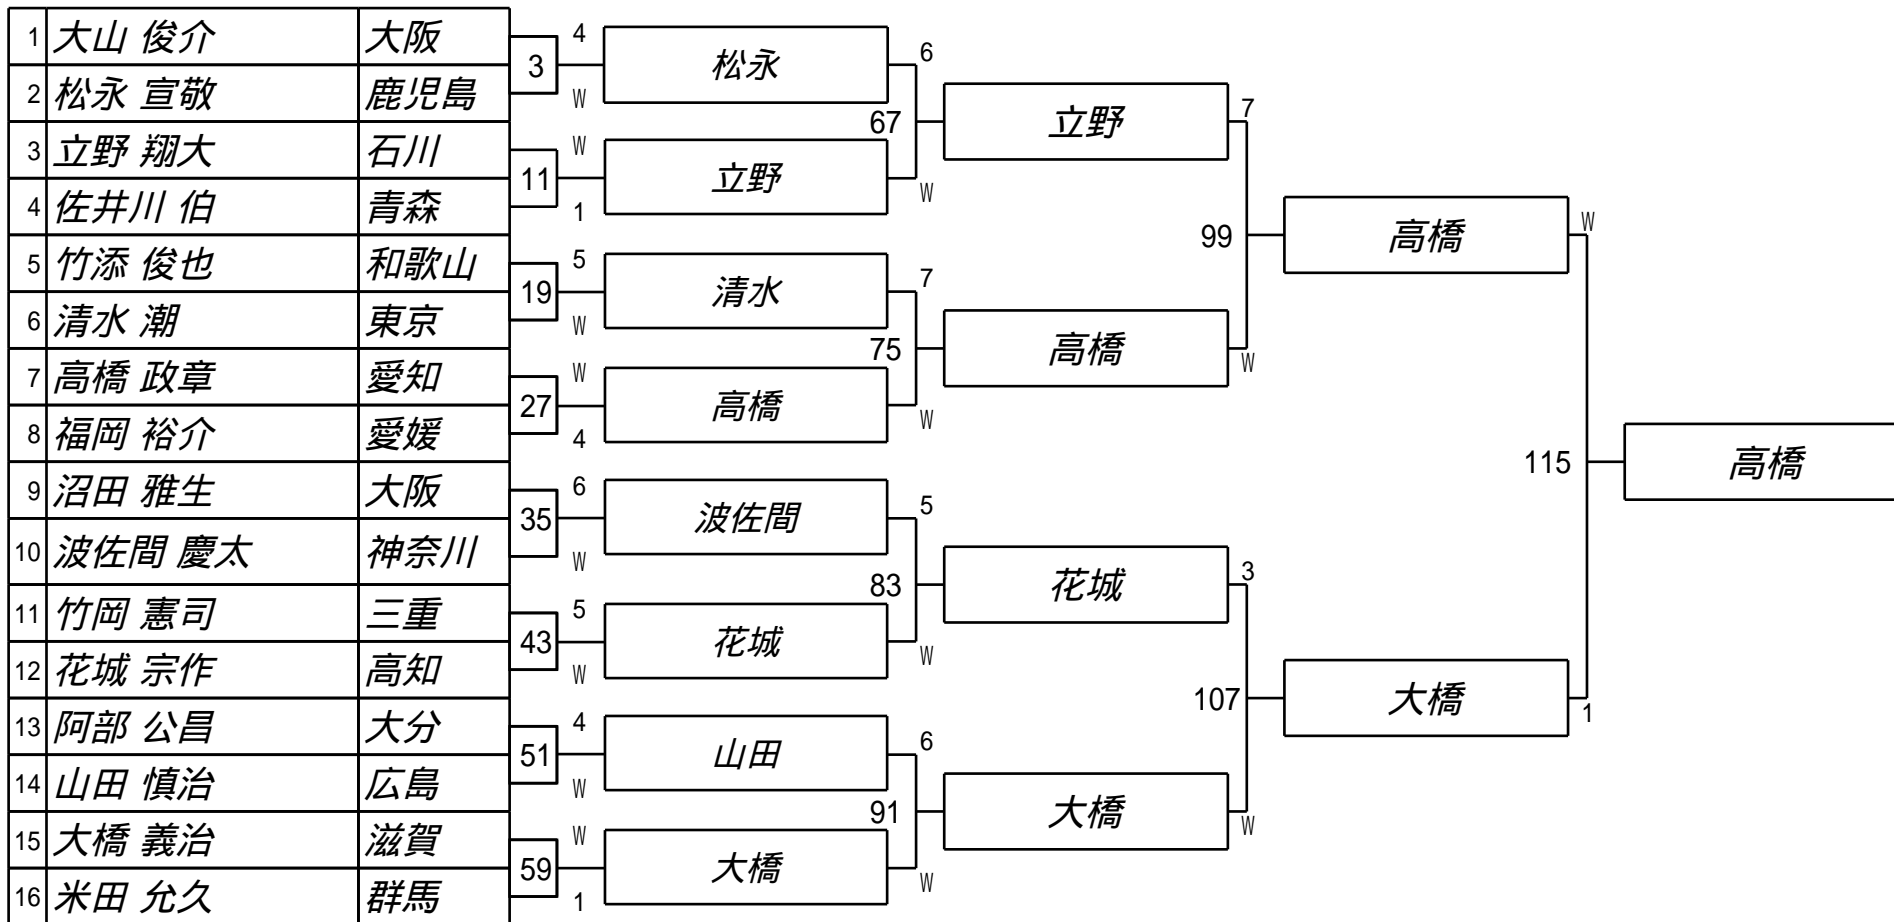 1 大山 俊介 大阪
2 松永 宣敬 鹿児島
3 立野 翔大 石川
4 佐井川 伯 青森
5 竹添 俊也 和歌山
6 清水 潮 東京
7 高橋 政章 愛知
8 福岡 裕介 愛媛
9 沼田 雅生 大阪
10 波佐間 慶太 神奈川
11 竹岡 憲司 三重
12 花城 宗作 高知
13 阿部 公昌 大分
14 山田 慎治 広島
15 大橋 義治 滋賀
16 米田 允久 群馬
4
3
W
W
11
1
5
19
W
W
27
4
6
35
W
5
43
W
4
51
W
W
59
1
松永
立野
清水
高橋
波佐間
花城
山田
大橋
6
67
W
7
75
W
5
83
W
6
91
W
立野
高橋
花城
大橋
7
99
W
3
107
W
高橋
大橋
W
115
1
高橋